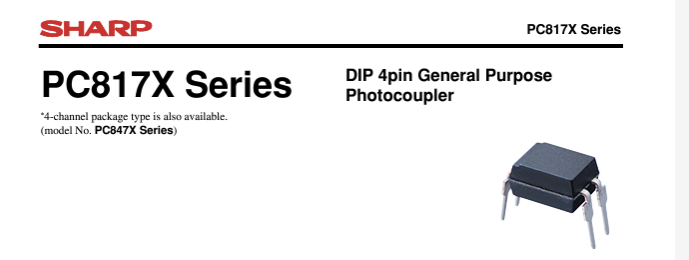 SHARP
PC817X Series
PC817X Series
DIP 4pin General Purpose
Photocoupler
*4-channel package type is also available.
(model No. PC847X Series)